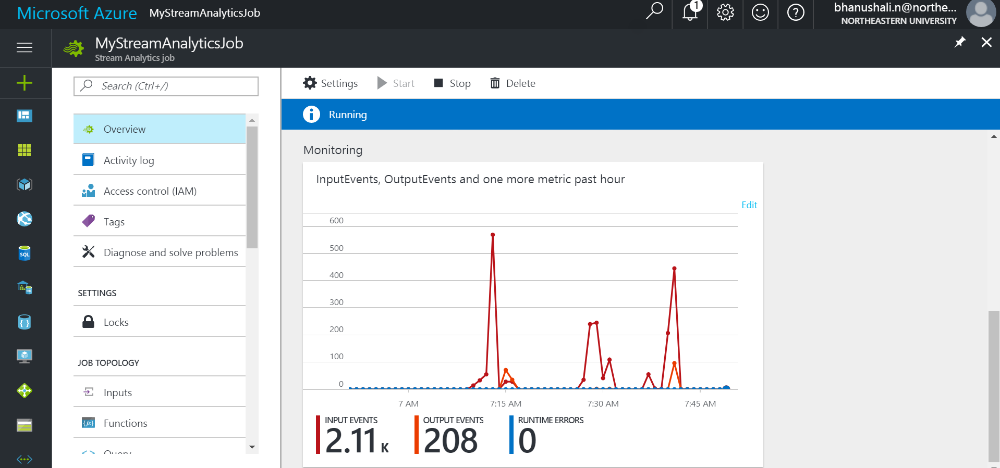 Microsoft Azure MyStreamAnalyticsJob
1
bhanushali.n@northe...
NORTHEASTERN UNIVERSITY
MyStreamAnalyticsJob
Stream Analytics job
Search (Ctrl+/)
Overview
Activity log
Access control (IAM)
Tags
Diagnose and solve problems
SETTINGS
Locks
JOB TOPOLOGY
Inputs
Functions
Query
SQL
Settings Start Stop Delete
Running
Monitoring
InputEvents, OutputEvents and one more metric past hour
Edit
600
500
400
300
200
100
0
7 AM 7:15 AM 7:30 AM 7:45 AM
INPUT EVENTS
2.11 K
OUTPUT EVENTS
208
RUNTIME ERRORS
0